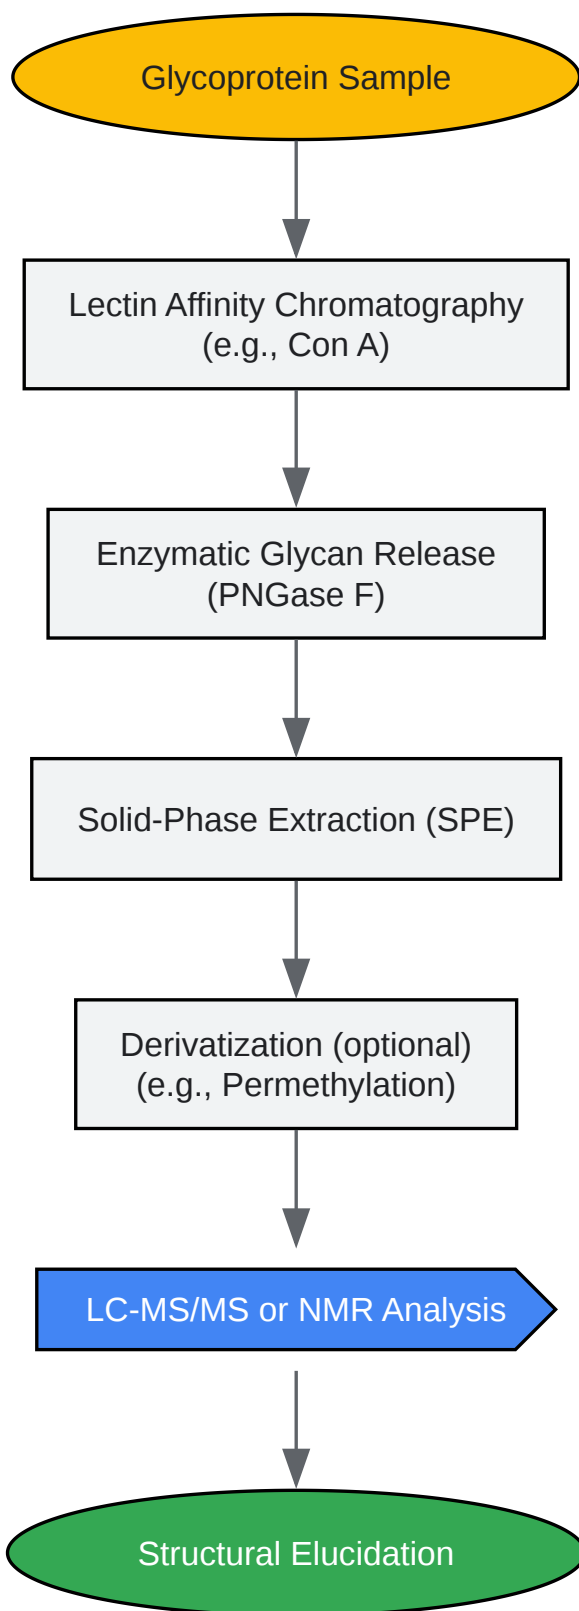 Glycoprotein Sample
Lectin Affinity Chromatography
(e.g., Con A)
Enzymatic Glycan Release
(PNGase F)
Solid-Phase Extraction (SPE)
Derivatization (optional)
(e.g., Permethylation)
LC-MS/MS or NMR Analysis
Structural Elucidation